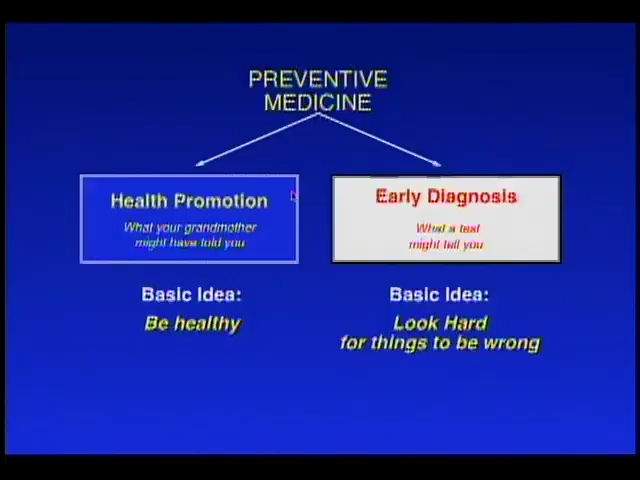 PREVENTIVE
MEDICINE
Health Promotion
What your grandmother
might have told you
Early Diagnosis
What a test
might tell you
Basic Idea:
Be healthy
Basic Idea:
Look Hard
for things to be wrong